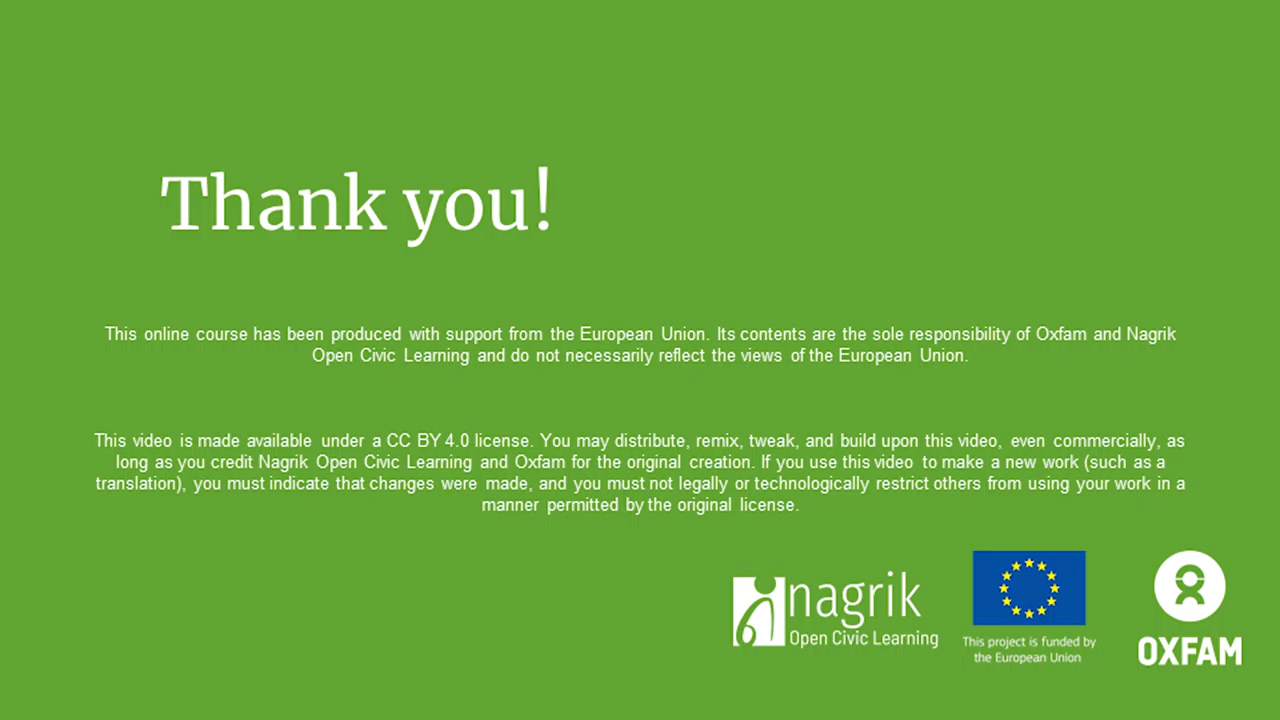 Thank you!
This online course has been produced with support from the European Union. Its contents are the sole responsibility of Oxfam and Nagrik
Open Civic Learning and do not necessarily reflect the views of the European Union.
This video is made available under a CC BY 4.0 license. You may distribute, remix, tweak, and build upon this video, even commercially, as
long as you credit Nagrik Open Civic Learning and Oxfam for the original creation. If you use this video to make a new work (such as a
translation), you must indicate that changes were made, and you must not legally or technologically restrict others from using your work in a
manner permitted by the original license.
nagrik
Open Civic Learning
This project is funded by
the European Union
OXFAM